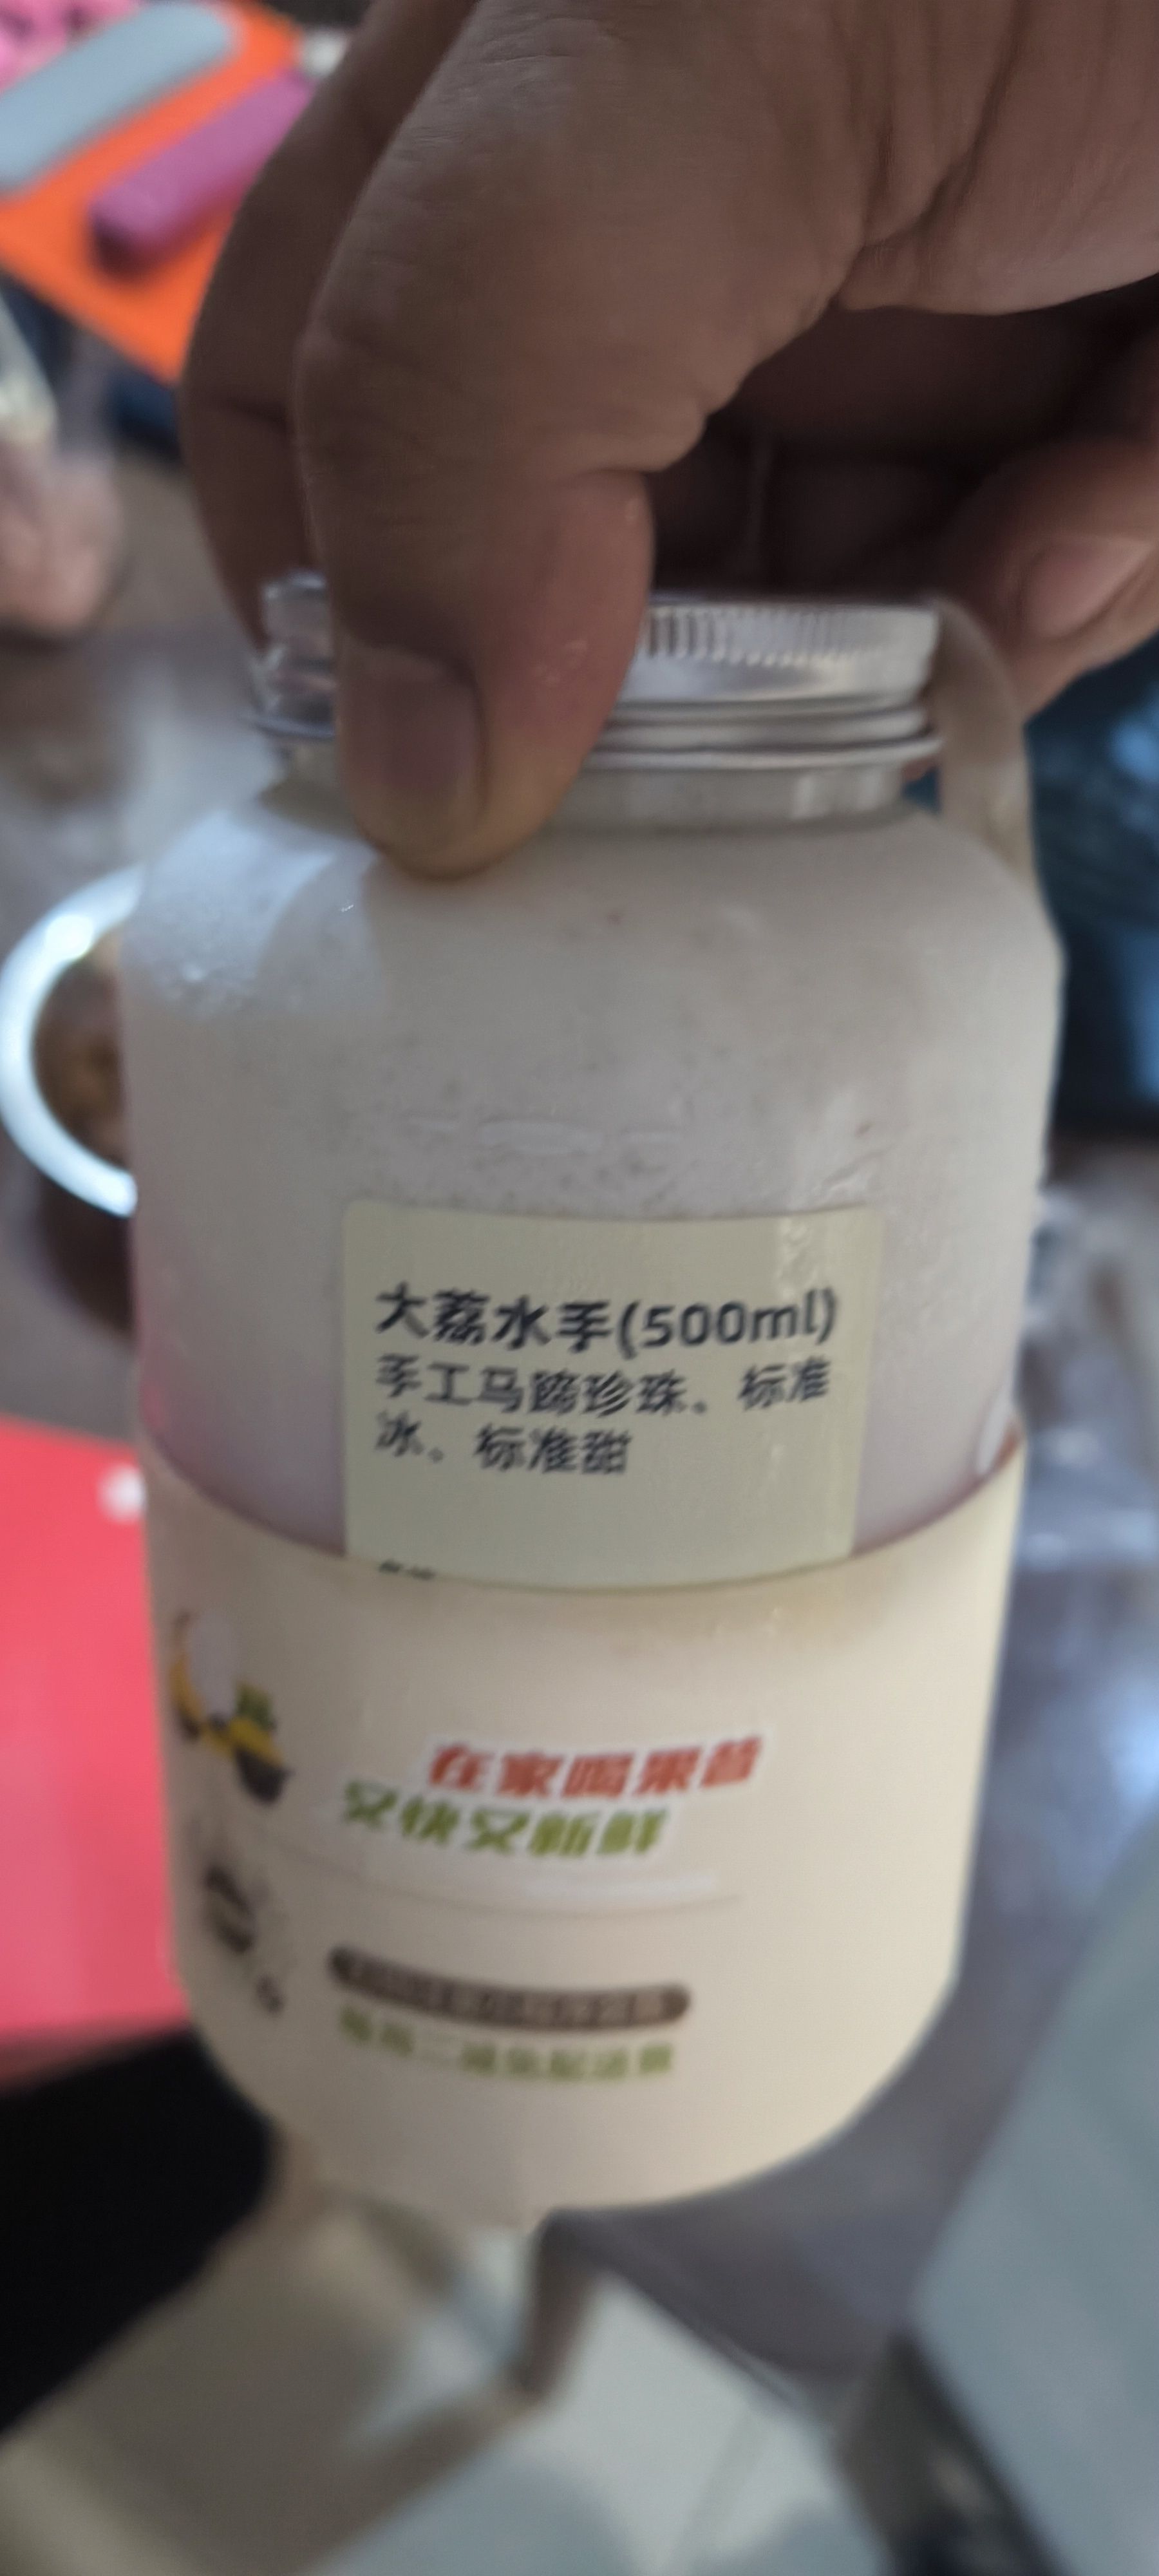 大荔水手(500ml)
手工马蹄珍珠。标准
冰。标准甜
在家喝果昔
又快又新鲜